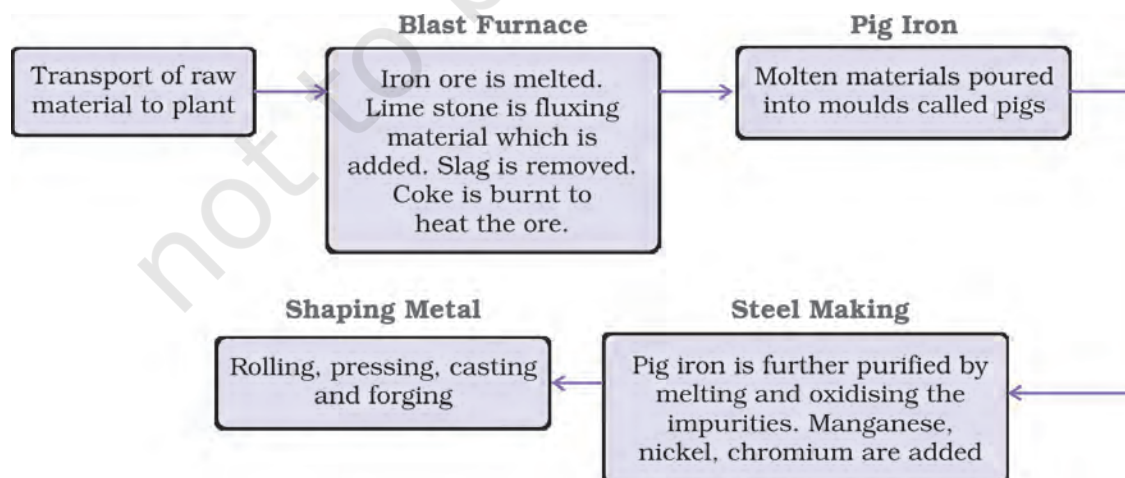 Transport of raw
material to plant
Blast Furnace
Iron ore is melted.
Lime stone is fluxing
material which is
added. Slag is removed.
Coke is burnt to
heat the ore.
Pig Iron
Molten materials poured
into moulds called pigs
Steel Making
Pig iron is further purified by
melting and oxidising the
impurities. Manganese,
nickel, chromium are added
Shaping Metal
Rolling, pressing, casting
and forging
not to b